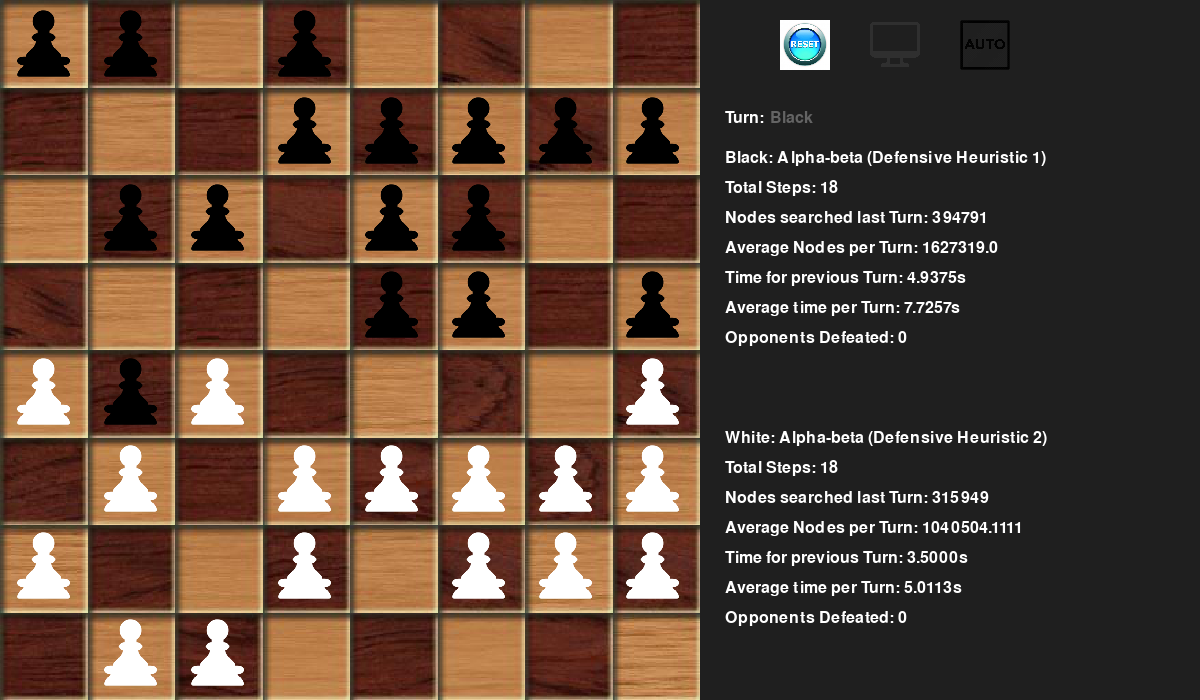 RESET
AUTO
Turn: Black
Black: Alpha-beta (Defensive Heuristic 1)
Total Steps: 18
Nodes searched last Turn: 394791
Average Nodes per Turn: 1627319.0
Time for previous Turn: 4.9375s
Average time per Turn: 7.7257s
Opponents Defeated: 0
White: Alpha-beta (Defensive Heuristic 2)
Total Steps: 18
Nodes searched last Turn: 315949
Average Nodes per Turn: 1040504.1111
Time for previous Turn: 3.5000s
Average time per Turn: 5.0113s
Opponents Defeated: 0